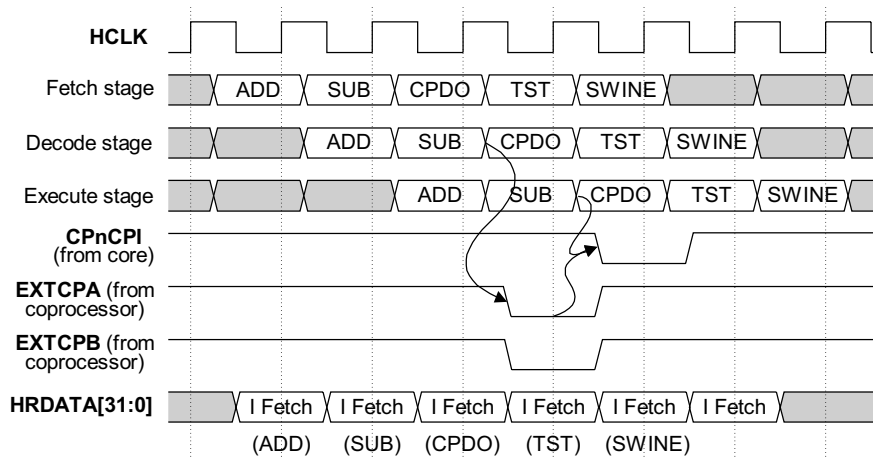 HCLK
Fetch stage ADD SUB CPDO TST SWINE
Decode stage ADD SUB CPDO TST SWINE
Execute stage ADD SUB CPDO TST SWINE
CPnCPI
(from core)
EXTCPA (from
coprocessor)
EXTCPB (from
coprocessor)
HRDATA[31:0] I Fetch I Fetch I Fetch I Fetch I Fetch I Fetch
(ADD) (SUB) (CPDO) (TST) (SWINE)